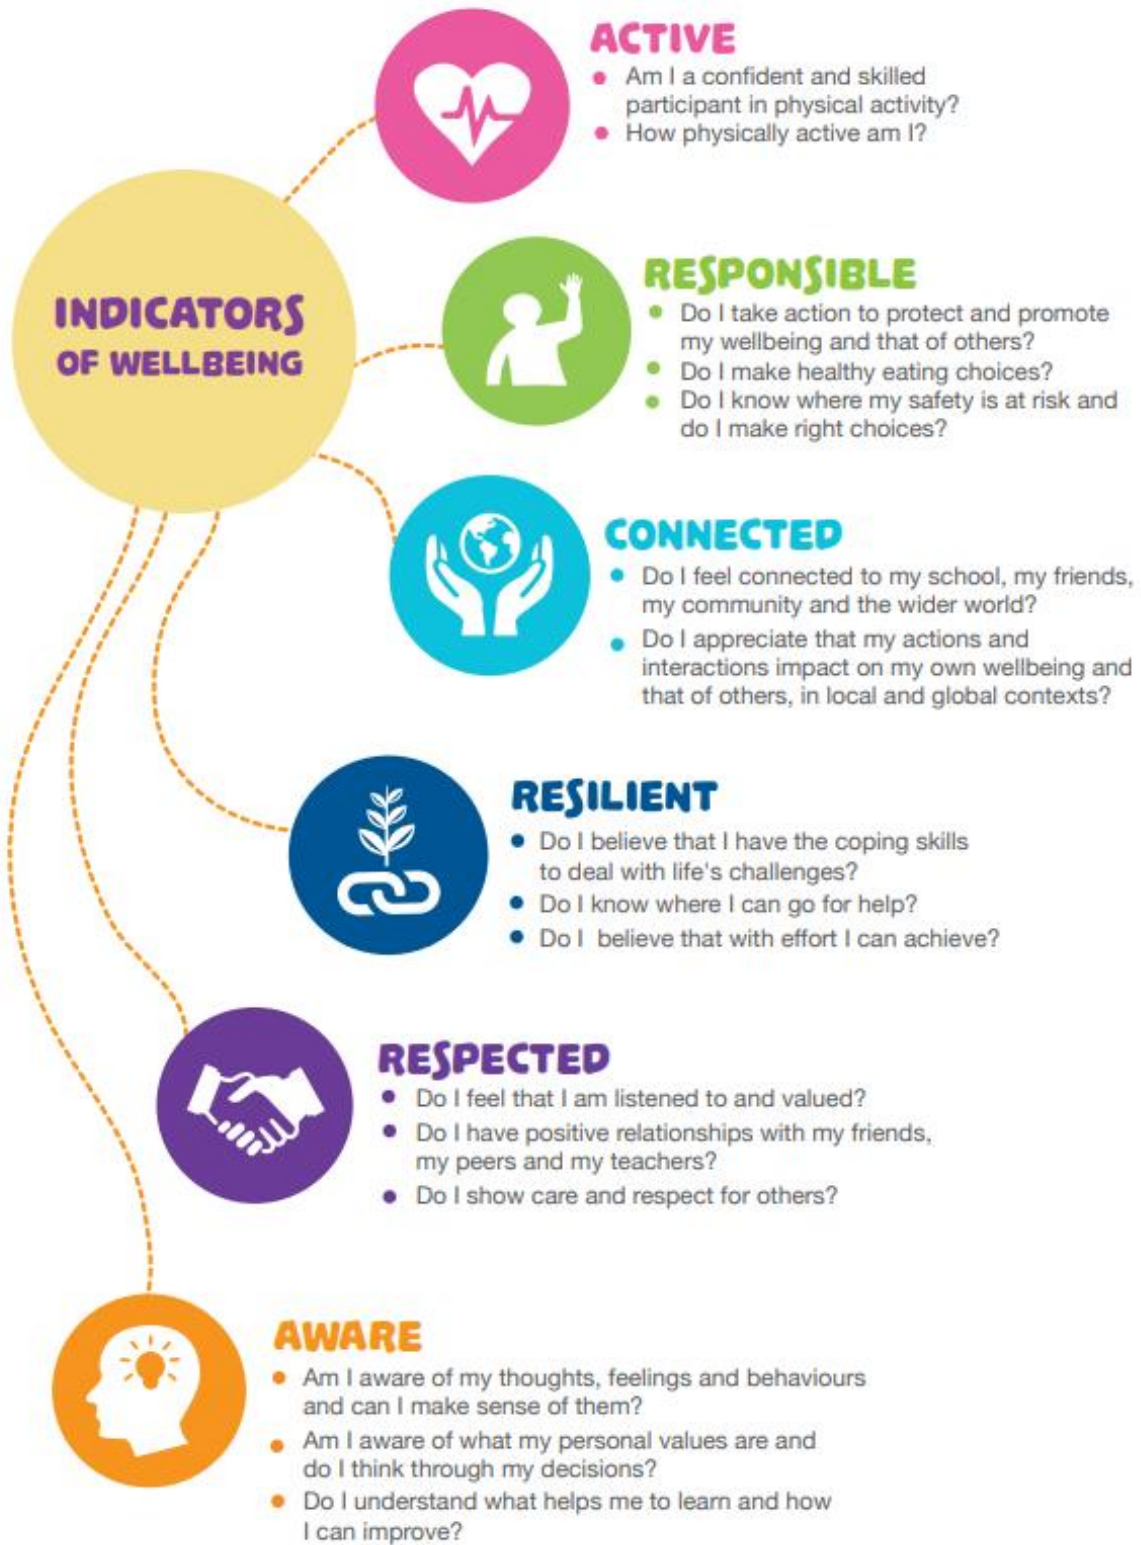 ACTIVE
• Am I a confident and skilled
participant in physical activity?
• How physically active am I?
INDICATORS
OF WELLBEING
RESPONSIBLE
• Do I take action to protect and promote
my wellbeing and that of others?
• Do I make healthy eating choices?
• Do I know where my safety is at risk and
do I make right choices?
CONNECTED
• Do I feel connected to my school, my friends,
my community and the wider world?
• Do I appreciate that my actions and
interactions impact on my own wellbeing and
that of others, in local and global contexts?
RESILIENT
• Do I believe that I have the coping skills
to deal with life's challenges?
• Do I know where I can go for help?
• Do I believe that with effort I can achieve?
RESPECTED
• Do I feel that I am listened to and valued?
• Do I have positive relationships with my friends,
my peers and my teachers?
• Do I show care and respect for others?
AWARE
• Am I aware of my thoughts, feelings and behaviours
and can I make sense of them?
• Am I aware of what my personal values are and
do I think through my decisions?
• Do I understand what helps me to learn and how
I can improve?